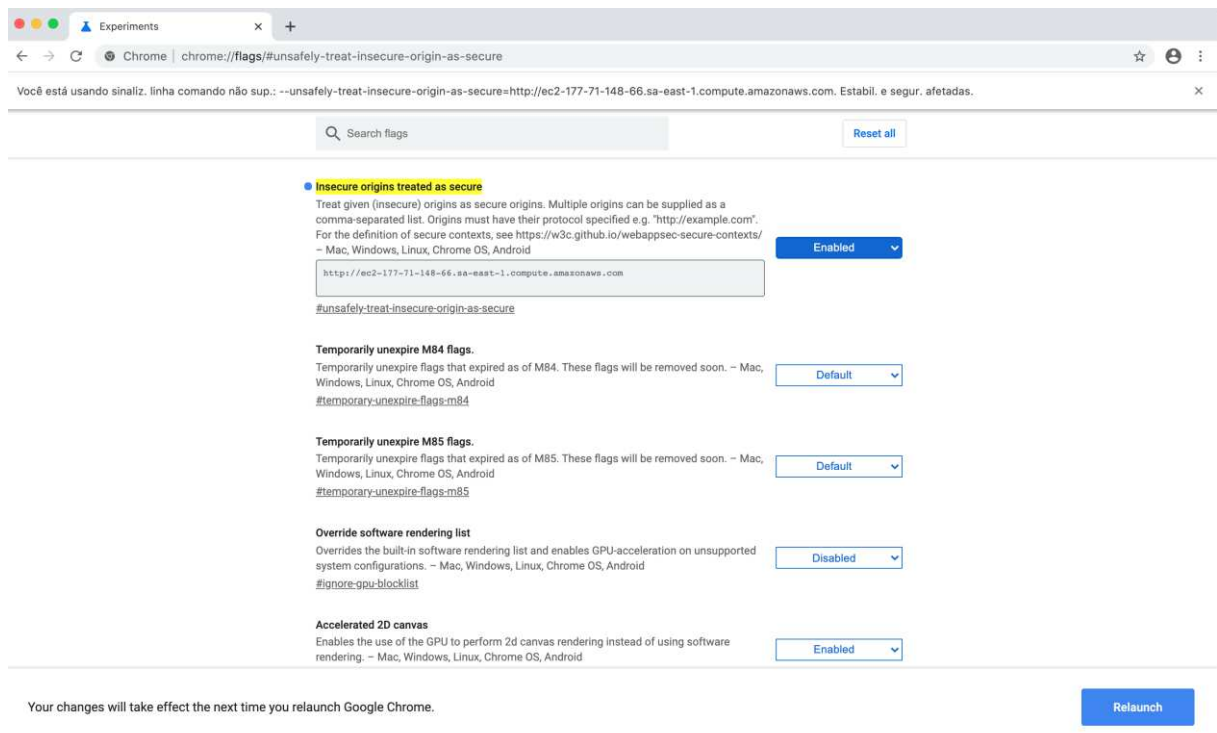 Experiments
Chrome chrome://flags/#unsafely-treat-insecure-origin-as-secure
Você está usando sinaliz. linha comando não sup.: --unsafely-treat-insecure-origin-as-secure=http://ec2-177-71-148-66.sa-east-1.compute.amazonaws.com. Estabil. e segur. afetadas.
Search flags
Reset all
Insecure origins treated as secure
Treat given (insecure) origins as secure origins. Multiple origins can be supplied as a
comma-separated list. Origins must have their protocol specified e.g. "http://example.com".
For the definition of secure contexts, see https://w3c.github.io/webappsec-secure-contexts/
– Mac, Windows, Linux, Chrome OS, Android
Enabled
http://ec2-177-71-148-66.sa-east-1.compute.amazonaws.com
#unsafely-treat-insecure-origin-as-secure
Temporarily unexpire M84 flags.
Temporarily unexpire flags that expired as of M84. These flags will be removed soon. – Mac,
Windows, Linux, Chrome OS, Android
Default
#temporary-unexpire-flags-m84
Temporarily unexpire M85 flags.
Temporarily unexpire flags that expired as of M85. These flags will be removed soon. – Mac,
Windows, Linux, Chrome OS, Android
Default
#temporary-unexpire-flags-m85
Override software rendering list
Overrides the built-in software rendering list and enables GPU-acceleration on unsupported
system configurations. – Mac, Windows, Linux, Chrome OS, Android
Disabled
#ignore-gpu-blocklist
Accelerated 2D canvas
Enables the use of the GPU to perform 2d canvas rendering instead of using software
rendering. – Mac, Windows, Linux, Chrome OS, Android
Enabled
Your changes will take effect the next time you relaunch Google Chrome.
Relaunch